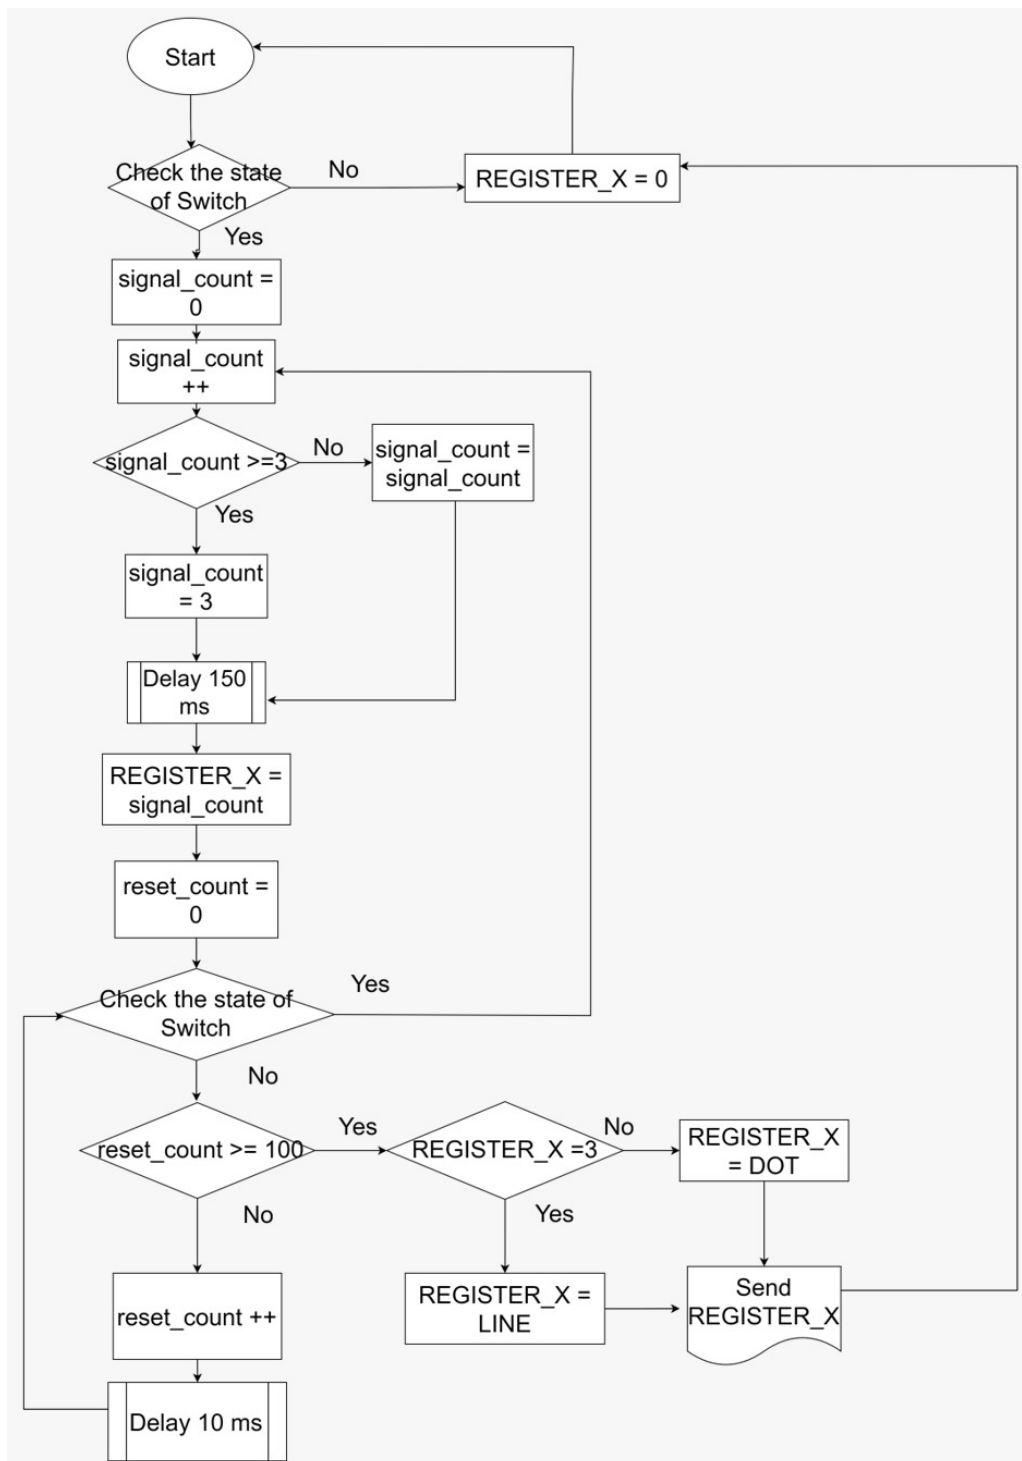 Start
Check the state
of Switch
No
REGISTER_X = 0
Yes
signal_count =
0
signal_count
++
signal_count >=3
No
signal_count =
signal_count
Yes
signal_count
= 3
Delay 150
ms
REGISTER_X =
signal_count
reset_count =
0
Check the state of
Switch
Yes
No
reset_count >= 100
Yes
REGISTER_X =3
No
REGISTER_X
= DOT
No
Yes
reset_count ++
REGISTER_X =
LINE
Send
REGISTER_X
Delay 10 ms